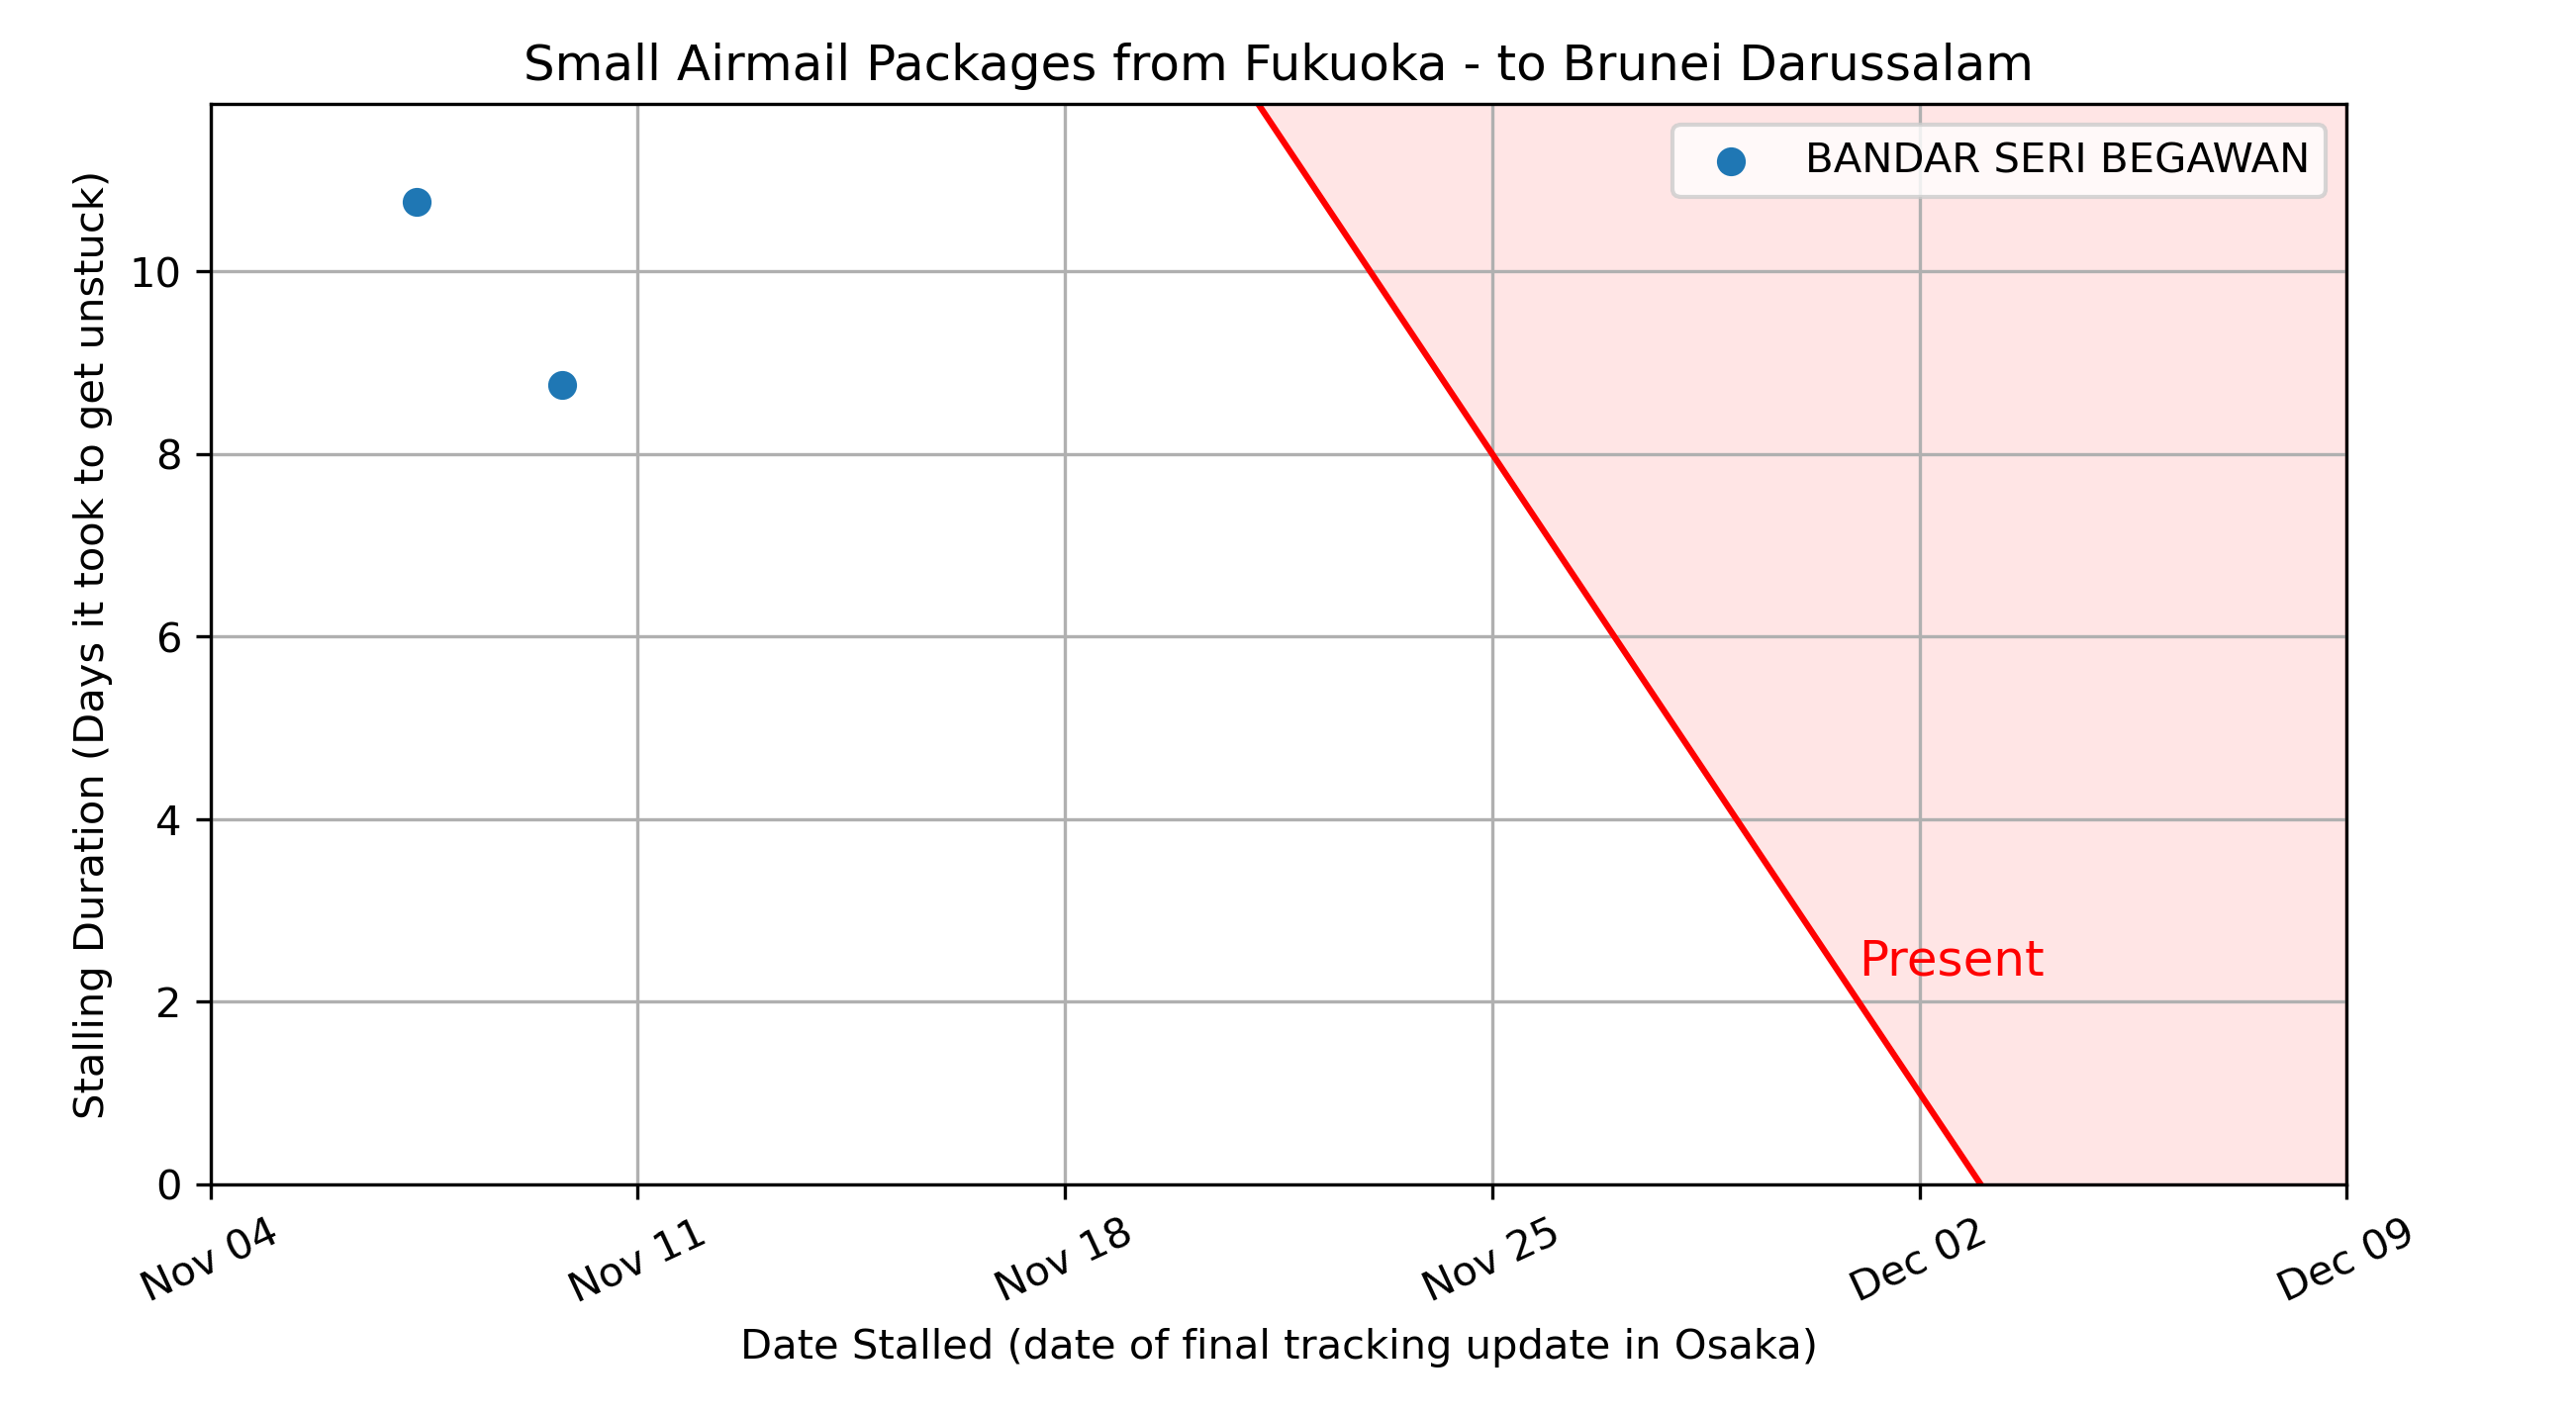 Small Airmail Packages from Fukuoka - to Brunei Darussalam
BANDAR SERI BEGAWAN
Stalling Duration (Days it took to get unstuck)
10
8
6
4
2
0
Present
Nov 04
Nov 11
Nov 18
Nov 25
Dec 02
Dec 09
Date Stalled (date of final tracking update in Osaka)